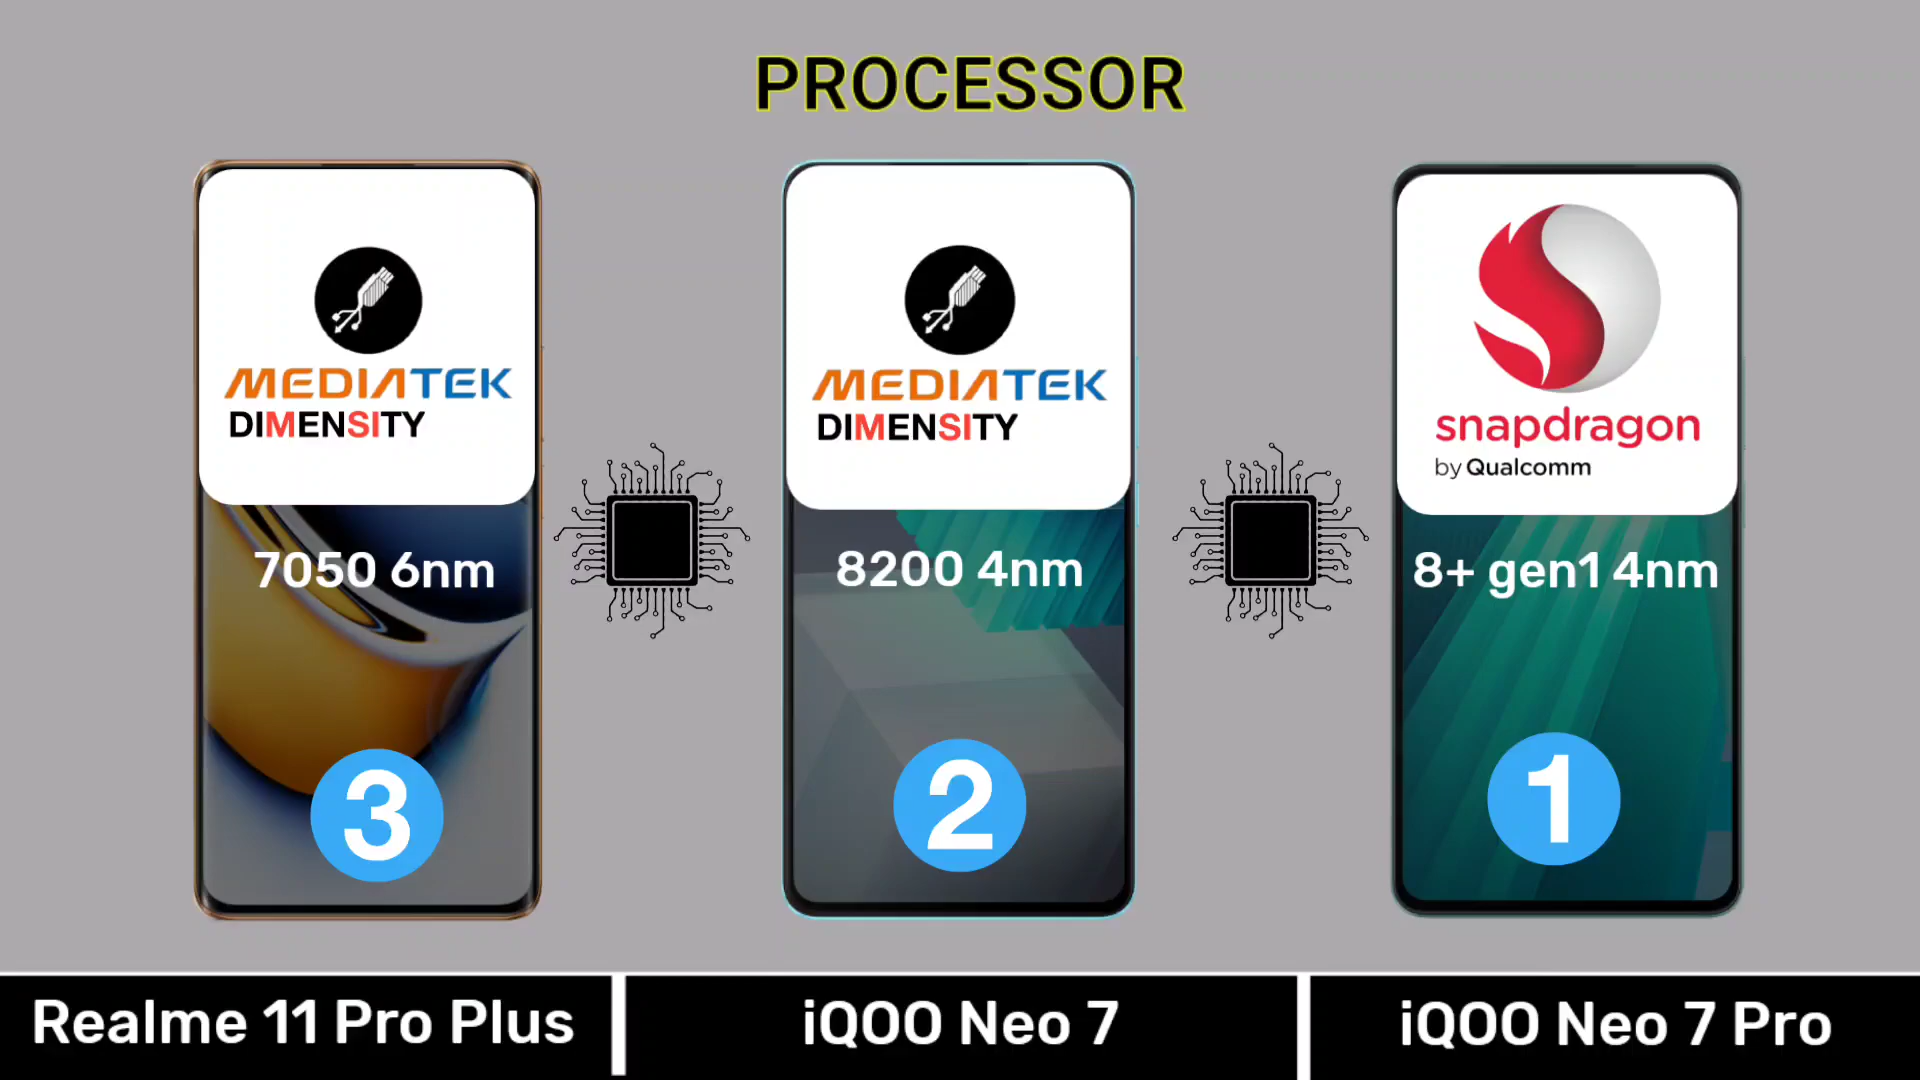 PROCESSOR
MEDIATEK
DIMENSITY
7050 6nm
3
Realme 11 Pro Plus
MEDIATEK
DIMENSITY
8200 4nm
2
iQOO Neo 7
snapdragon
by Qualcomm
8+ gen1 4nm
1
iQOO Neo 7 Pro